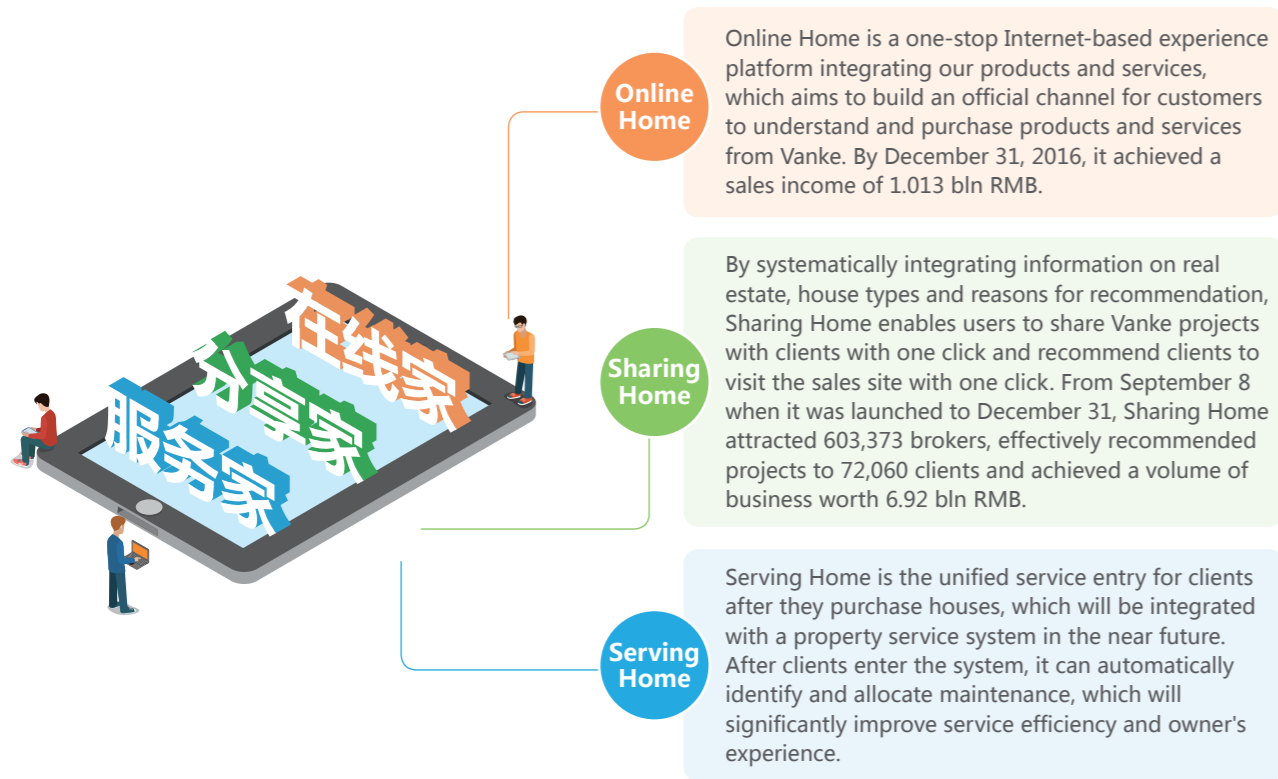 Online
Home
Online Home is a one-stop Internet-based experience
platform integrating our products and services,
which aims to build an official channel for customers
to understand and purchase products and services
from Vanke. By December 31, 2016, it achieved a
sales income of 1.013 bln RMB.
在线家
分享家
服务家
Sharing
Home
By systematically integrating information on real
estate, house types and reasons for recommendation,
Sharing Home enables users to share Vanke projects
with clients with one click and recommend clients to
visit the sales site with one click. From September 8
when it was launched to December 31, Sharing Home
attracted 603,373 brokers, effectively recommended
projects to 72,060 clients and achieved a volume of
business worth 6.92 bln RMB.
Serving
Home
Serving Home is the unified service entry for clients
after they purchase houses, which will be integrated
with a property service system in the near future.
After clients enter the system, it can automatically
identify and allocate maintenance, which will
significantly improve service efficiency and owner's
experience.